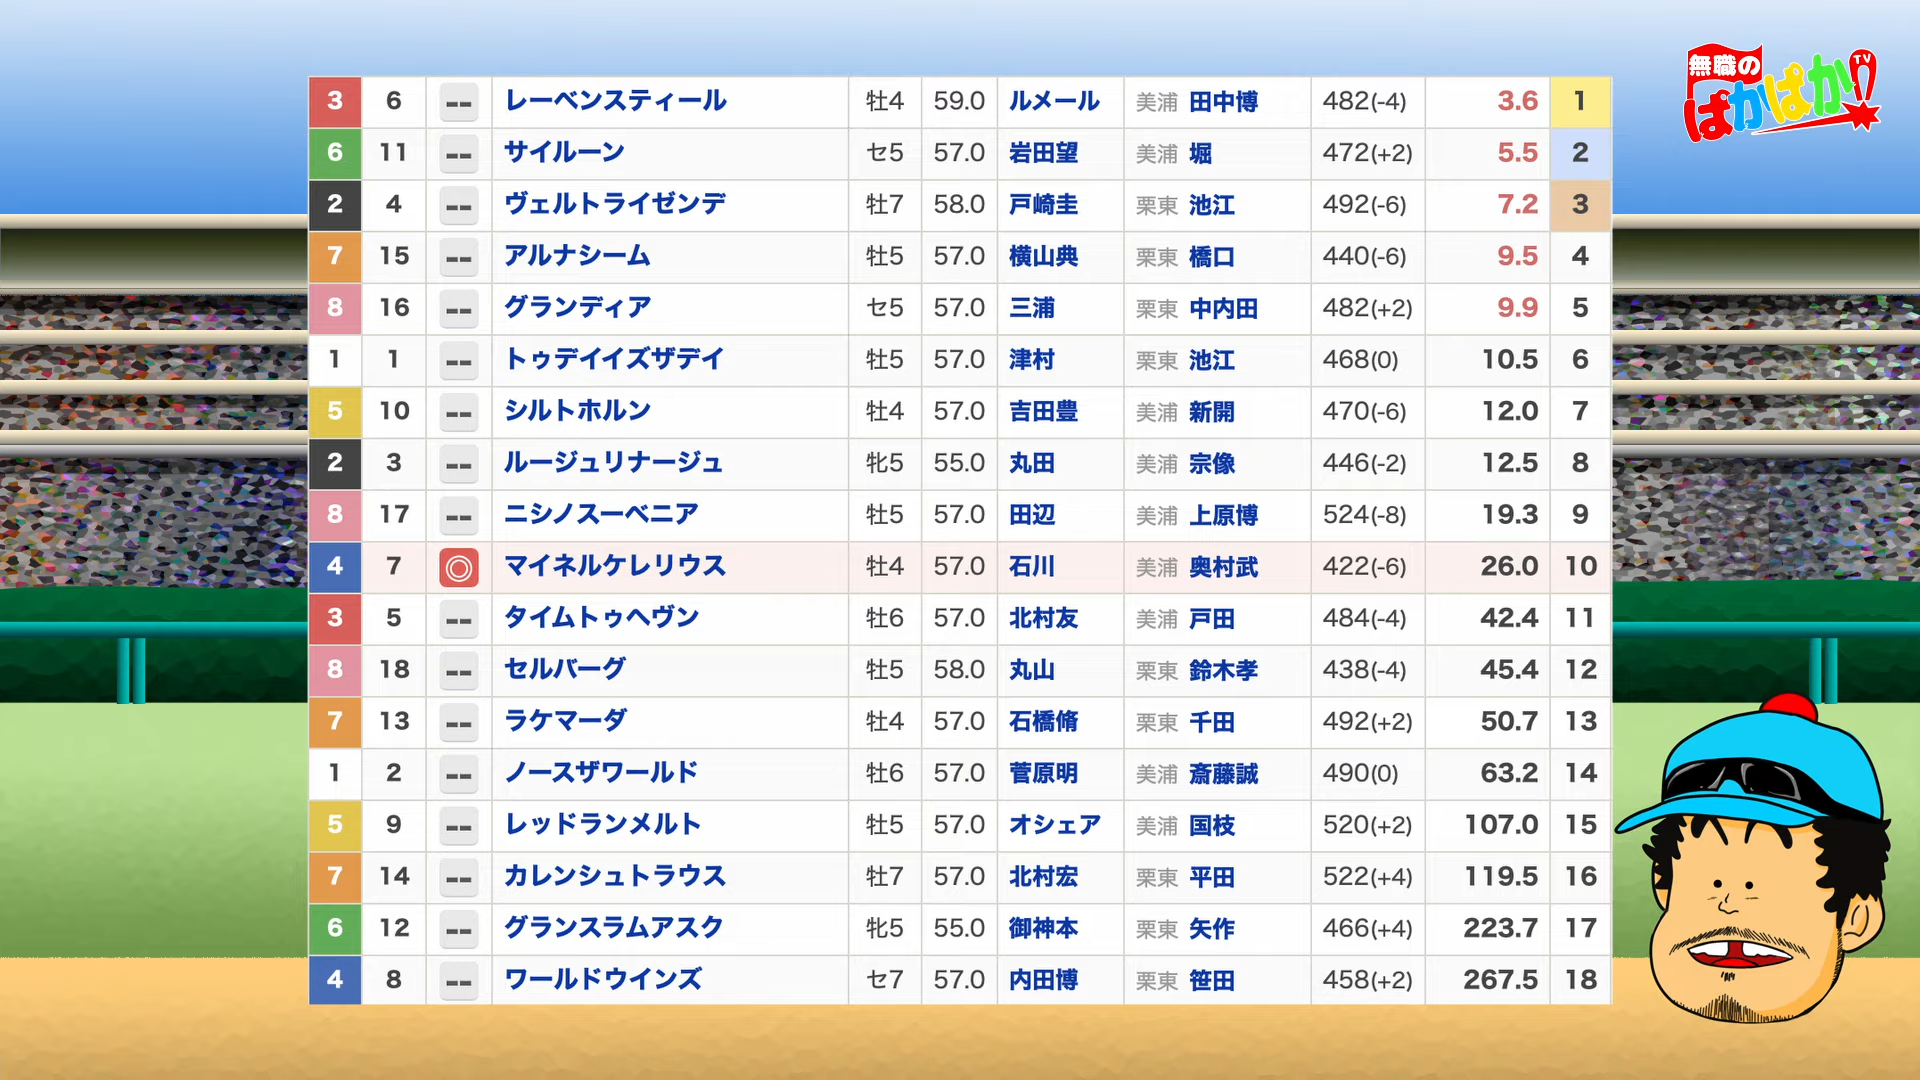 無職の
ぱかぱか!! TV
3 6 -- レーベンスティール 牡4 59.0 ルメール 美浦 田中博 482(-4) 3.6 1
6 11 -- サイルーン セ5 57.0 岩田望 美浦 堀 472(+2) 5.5 2
2 4 -- ヴェルトライゼンデ 牡7 58.0 戸崎圭 栗東 池江 492(-6) 7.2 3
7 15 -- アルナシーム 牡5 57.0 横山典 栗東 橋口 440(-6) 9.5 4
8 16 -- グランディア セ5 57.0 三浦 栗東 中内田 482(+2) 9.9 5
1 1 -- トゥデイイズザデイ 牡5 57.0 津村 栗東 池江 468(0) 10.5 6
5 10 -- シルトホルン 牡4 57.0 吉田豊 美浦 新開 470(-6) 12.0 7
2 3 -- ルージュリナージュ 牝5 55.0 丸田 美浦 宗像 446(-2) 12.5 8
8 17 -- ニシノスーベニア 牡5 57.0 田辺 美浦 上原博 524(-8) 19.3 9
4 7 ◎ マイネルケレリウス 牡4 57.0 石川 美浦 奥村武 422(-6) 26.0 10
3 5 -- タイムトゥヘヴン 牡6 57.0 北村友 美浦 戸田 484(-4) 42.4 11
8 18 -- セルバーグ 牡5 58.0 丸山 栗東 鈴木孝 438(-4) 45.4 12
7 13 -- ラケマーダ 牡4 57.0 石橋脩 栗東 千田 492(+2) 50.7 13
1 2 -- ノースザワールド 牡6 57.0 菅原明 美浦 斎藤誠 490(0) 63.2 14
5 9 -- レッドランメルト 牡5 57.0 オシェア 美浦 国枝 520(+2) 107.0 15
7 14 -- カレンシュトラウス 牡7 57.0 北村宏 栗東 平田 522(+4) 119.5 16
6 12 -- グランスラムアスク 牝5 55.0 御神本 栗東 矢作 466(+4) 223.7 17
4 8 -- ワールドウインズ セ7 57.0 内田博 栗東 笹田 458(+2) 267.5 18